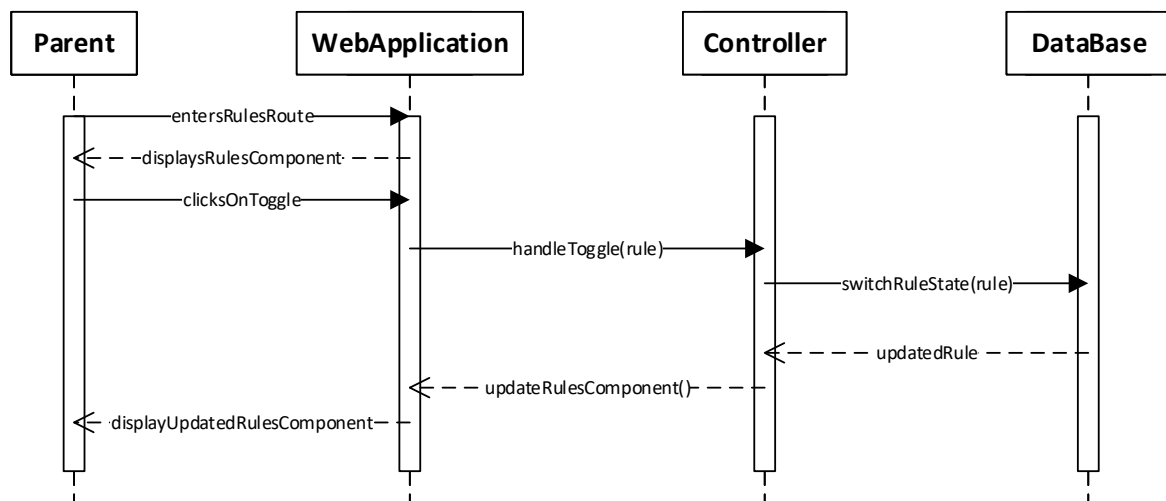 Parent
WebApplication
Controller
DataBase
entersRulesRoute
displaysRulesComponent
clicksOnToggle
handleToggle(rule)
switchRuleState(rule)
updatedRule
updateRulesComponent()
displayUpdatedRulesComponent